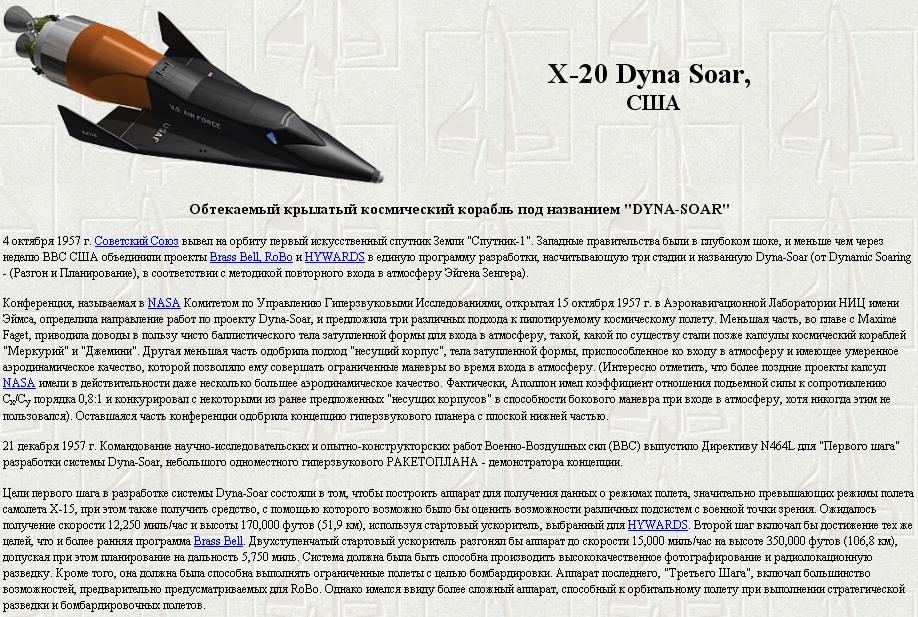 U.S. AIR FORCE
USAF
X-20 Dyna Soar,
США
Обтекаемый крылатый космический корабль под названием "DYNA-SOAR"
4 октября 1957 г. Советский Союз вывел на орбиту первый искусственный спутник Земли "Спутник-1". Западные правительства были в глубоком шоке, и меньше чем через
неделю ВВС США объединили проекты Brass Bell, RoBo и HYWARDS в единую программу разработки, насчитывающую три стадии и названную Dyna-Soar (от Dynamic Soaring
- (Разгон и Планирование), в соответствии с методикой повторного входа в атмосферу Эйгена Зенгера).
Конференция, называемая в NASA Комитетом по Управлению Гиперзвуковыми Исследованиями, открытая 15 октября 1957 г. в Аэронавигационной Лаборатории НИЦ имени
Эймса, определила направление работ по проекту Dyna-Soar, и предложила три различных подхода к пилотируемому космическому полету. Меньшая часть, во главе с Maxime
Faget, приводила доводы в пользу чисто баллистического тела затупленной формы для входа в атмосферу, такой, какой по существу стали позже капсулы космический кораблей
"Меркурий" и "Джемини". Другая меньшая часть одобрила подход "несущий корпус", тела затупленной формы, приспособленное ко входу в атмосферу и имеющее умеренное
аэродинамическое качество, которой позволяло ему совершать ограниченные маневры во время входа в атмосферу. (Интересно отметить, что более поздние проекты капсул
NASA имели в действительности даже несколько большее аэродинамическое качество. Фактически, Аполлон имел коэффициент отношения подъемной силы к сопротивлению
Cx/Cy порядка 0,8:1 и конкурировал с некоторыми из ранее предложенных "несущих корпусов" в способности бокового маневра при входе в атмосферу, хотя никогда этим не
пользовался). Оставшаяся часть конференции одобрила концепцию гиперзвукового планера с плоской нижней частью.
21 декабря 1957 г. Командование научно-исследовательских и опытно-конструкторских работ Военно-Воздушных сил (ВВС) выпустило Директиву N464L для "Первого шага"
разработки системы Dyna-Soar, небольшого одноместного гиперзвукового РАКЕТОПЛАНА - демонстратора концепции.
Цели первого шага в разработке системы Dyna-Soar состояли в том, чтобы построить аппарат для получения данных о режимах полета, значительно превышающих режимы полета
самолета X-15, при этом также получить средство, с помощью которого возможно было бы оценить возможности различных подсистем с военной точки зрения. Ожидалось
получение скорости 12,250 миль/час и высоты 170,000 футов (51,9 км), используя стартовый ускоритель, выбранный для HYWARDS. Второй шаг включал бы достижение тех же
целей, что и более ранняя программа Brass Bell. Двухступенчатый стартовый ускоритель разгонял бы аппарат до скорости 15,000 миль/час на высоте 350,000 футов (106,8 км),
допуская при этом планирование на дальность 5,750 миль. Система должна была быть способна производить высококачественное фотографирование и радиолокационную
разведку. Кроме того, она должна была способна выполнять ограниченные полеты с целью бомбардировки. Аппарат последнего, "Третьего Шага", включал большинство
возможностей, предварительно предусматриваемых для RoBo. Однако имелся ввиду более сложный аппарат, способный к орбитальному полету при выполнении стратегической
разведки и бомбардировочных полетов.